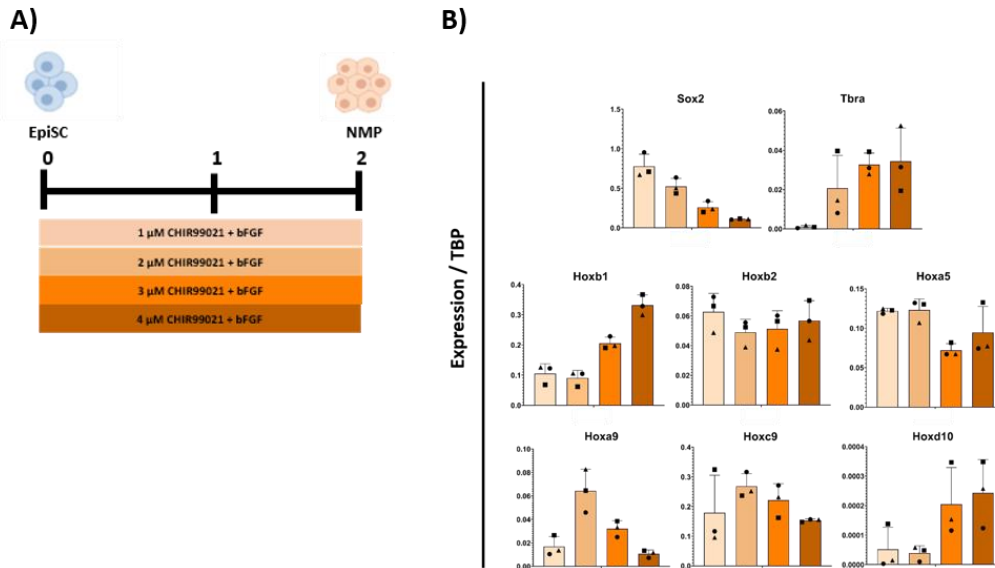 A)
EpiSC
NMP
0 1 2
1 µM CHIR99021 + bFGF
2 µM CHIR99021 + bFGF
3 µM CHIR99021 + bFGF
4 µM CHIR99021 + bFGF
B)
Expression / TBP
Sox2
1.5
1.0
0.5
0.0
Tbra
0.06
0.04
0.02
0.00
Hoxb1
0.4
0.3
0.2
0.1
0.0
Hoxb2
0.08
0.06
0.04
0.02
0.00
Hoxa5
0.15
0.10
0.05
0.00
Hoxa9
0.10
0.08
0.06
0.04
0.02
0.00
Hoxc9
0.4
0.3
0.2
0.1
0.0
Hoxd10
0.0004
0.0003
0.0002
0.0001
0.0000